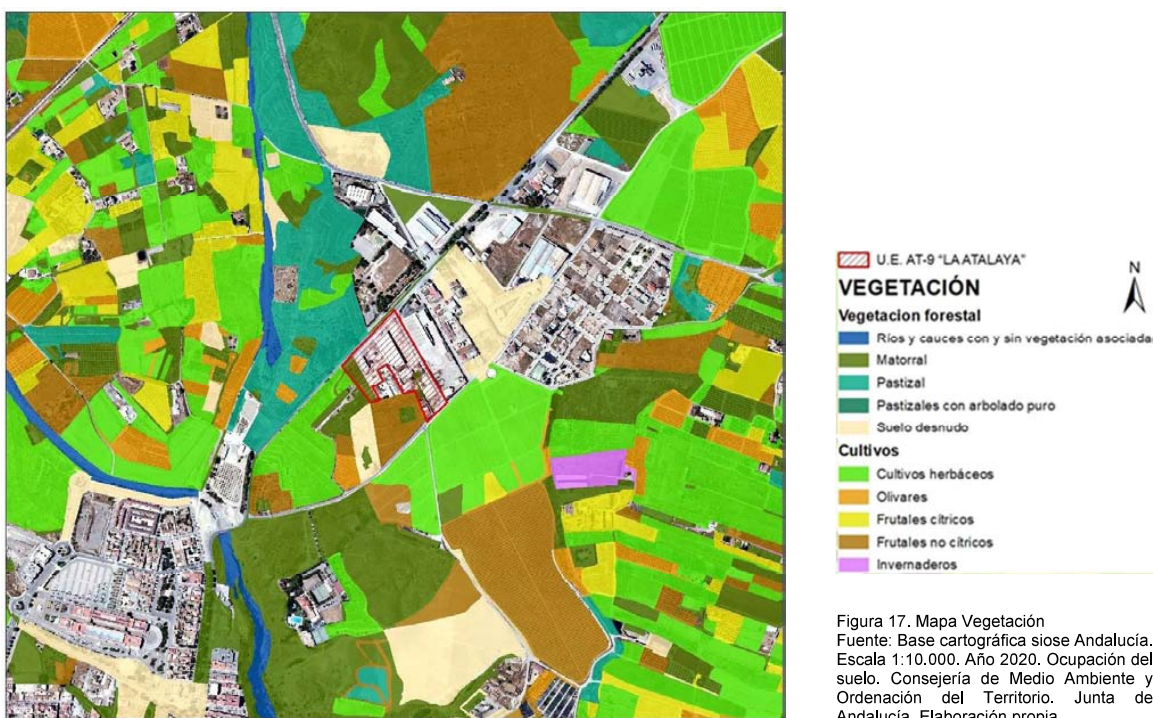 U.E. AT-9 "LA ATALAYA"
N
VEGETACIÓN
Vegetacion forestal
Ríos y cauces con y sin vegetación asociada
Matorral
Pastizal
Pastizales con arbolado puro
Suelo desnudo
Cultivos
Cultivos herbáceos
Olivares
Frutales cítricos
Frutales no cítricos
Invernaderos
Figura 17. Mapa Vegetación
Fuente: Base cartográfica siose Andalucía.
Escala 1:10.000. Año 2020. Ocupación del
suelo. Consejería de Medio Ambiente y
Ordenación del Territorio. Junta de
Andalucía. Elaboración propia